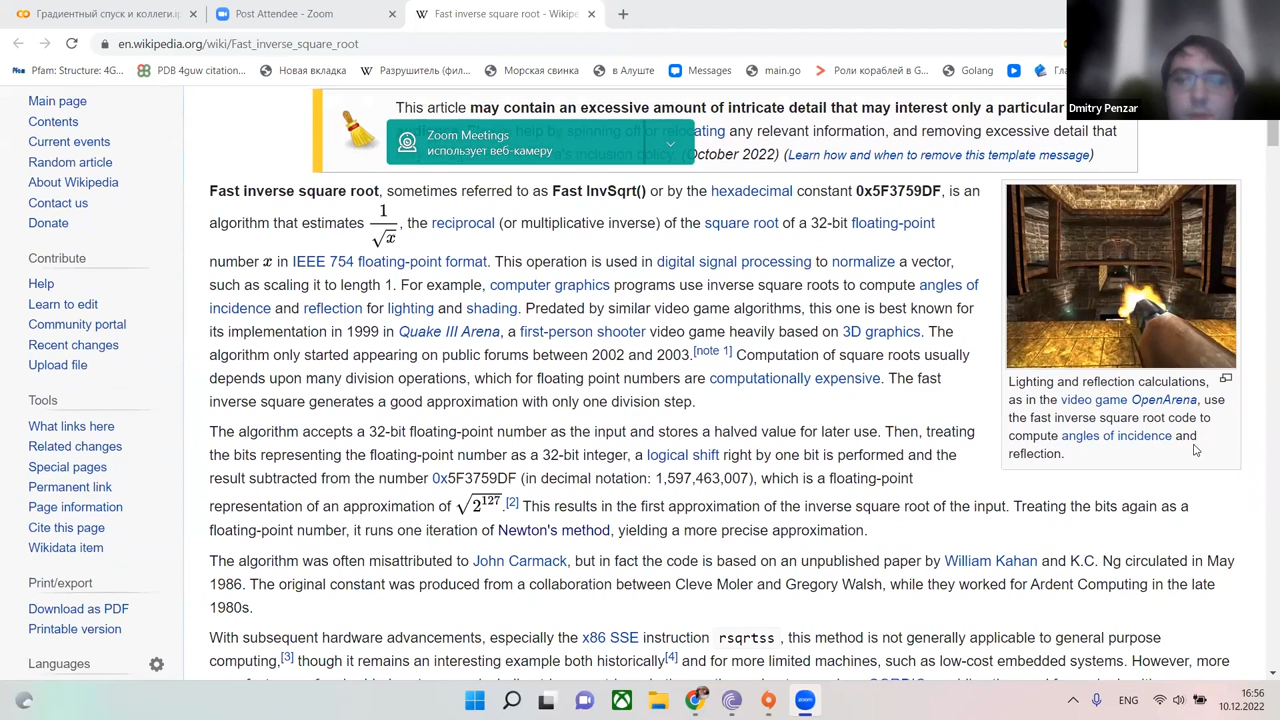 Градиентный спуск и коллеги.i
Post Attendee - Zoom
Fast inverse square root - Wikipe
en.wikipedia.org/wiki/Fast_inverse_square_root
Pfam: Structure: 4G...
PDB 4guw citation...
Новая вкладка
Разрушитель (фил...
Морская свинка
в Алуште
Messages
main.go
Роли кораблей в G...
Golang
Dmitry Penzar
Main page
Contents
Current events
Random article
About Wikipedia
Contact us
Donate
Contribute
Help
Learn to edit
Community portal
Recent changes
Upload file
Tools
What links here
Related changes
Special pages
Permanent link
Page information
Cite this page
Wikidata item
Print/export
Download as PDF
Printable version
Languages
This article may contain an excessive amount of intricate detail that may interest only a particular
help by spinning off or relocating any relevant information, and removing excessive detail that
inclusion policy. (October 2022) (Learn how and when to remove this template message)
Zoom Meetings
использует веб-камеру
Fast inverse square root, sometimes referred to as Fast InvSqrt() or by the hexadecimal constant 0x5F3759DF, is an
algorithm that estimates 1/√x, the reciprocal (or multiplicative inverse) of the square root of a 32-bit floating-point
number x in IEEE 754 floating-point format. This operation is used in digital signal processing to normalize a vector,
such as scaling it to length 1. For example, computer graphics programs use inverse square roots to compute angles of
incidence and reflection for lighting and shading. Predated by similar video game algorithms, this one is best known for
its implementation in 1999 in Quake III Arena, a first-person shooter video game heavily based on 3D graphics. The
algorithm only started appearing on public forums between 2002 and 2003.[note 1] Computation of square roots usually
depends upon many division operations, which for floating point numbers are computationally expensive. The fast
inverse square generates a good approximation with only one division step.
Lighting and reflection calculations,
as in the video game OpenArena, use
the fast inverse square root code to
compute angles of incidence and
reflection.
The algorithm accepts a 32-bit floating-point number as the input and stores a halved value for later use. Then, treating
the bits representing the floating-point number as a 32-bit integer, a logical shift right by one bit is performed and the
result subtracted from the number 0x5F3759DF (in decimal notation: 1,597,463,007), which is a floating-point
representation of an approximation of √2¹²⁷.[2] This results in the first approximation of the inverse square root of the input. Treating the bits again as a
floating-point number, it runs one iteration of Newton's method, yielding a more precise approximation.
The algorithm was often misattributed to John Carmack, but in fact the code is based on an unpublished paper by William Kahan and K.C. Ng circulated in May
1986. The original constant was produced from a collaboration between Cleve Moler and Gregory Walsh, while they worked for Ardent Computing in the late
1980s.
With subsequent hardware advancements, especially the x86 SSE instruction rsqrtss, this method is not generally applicable to general purpose
computing,[3] though it remains an interesting example both historically[4] and for more limited machines, such as low-cost embedded systems. However, more
ENG
16:56
10.12.2022